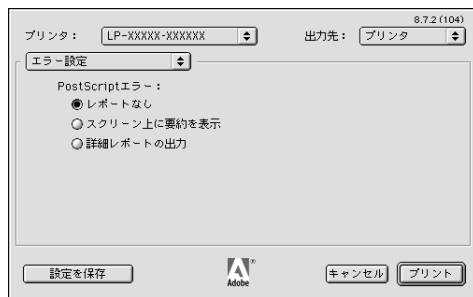 8.7.2 (104)
プリンタ： LP-XXXXX-XXXXXX 出力先： プリンタ
エラー設定
PostScriptエラー：
レポートなし
スクリーン上に要約を表示
詳細レポートの出力
設定を保存 Adobe ® キャンセル プリント